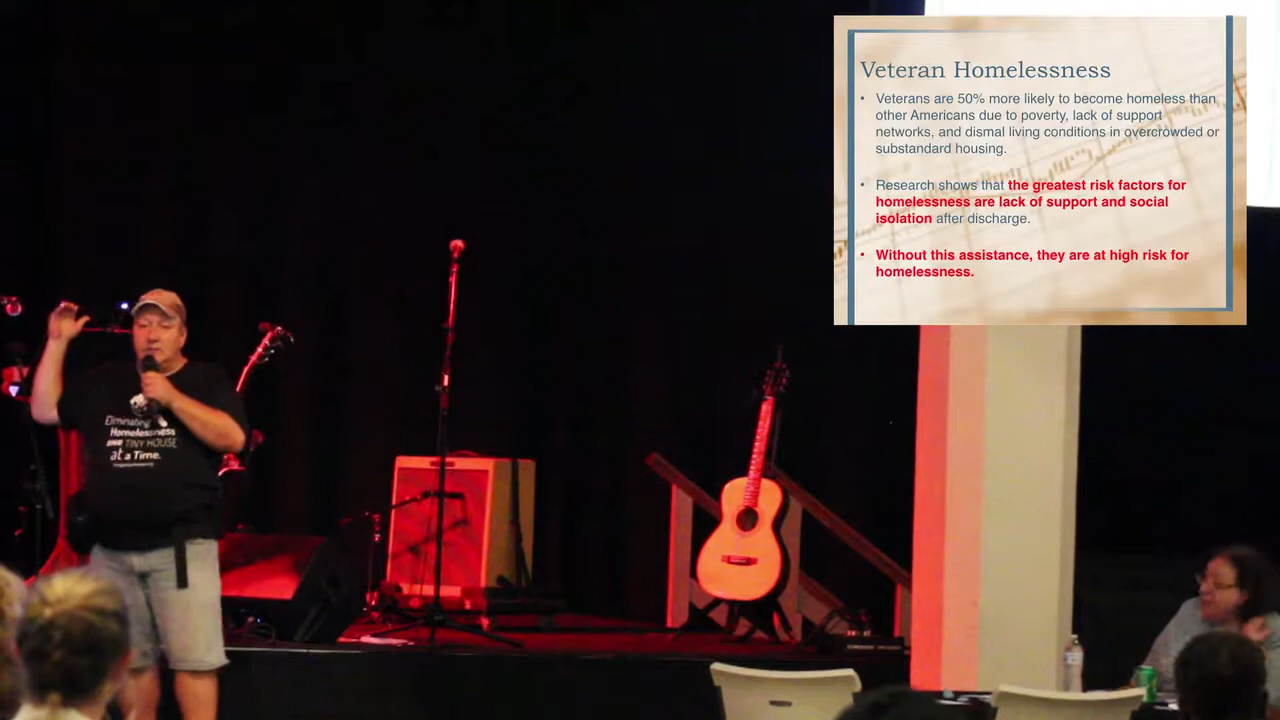 Veteran Homelessness
• Veterans are 50% more likely to become homeless than
other Americans due to poverty, lack of support
networks, and dismal living conditions in overcrowded or
substandard housing.
• Research shows that the greatest risk factors for
homelessness are lack of support and social
isolation after discharge.
• Without this assistance, they are at high risk for
homelessness.
Eliminating
Homelessness
ONE TINY HOUSE
at a Time.